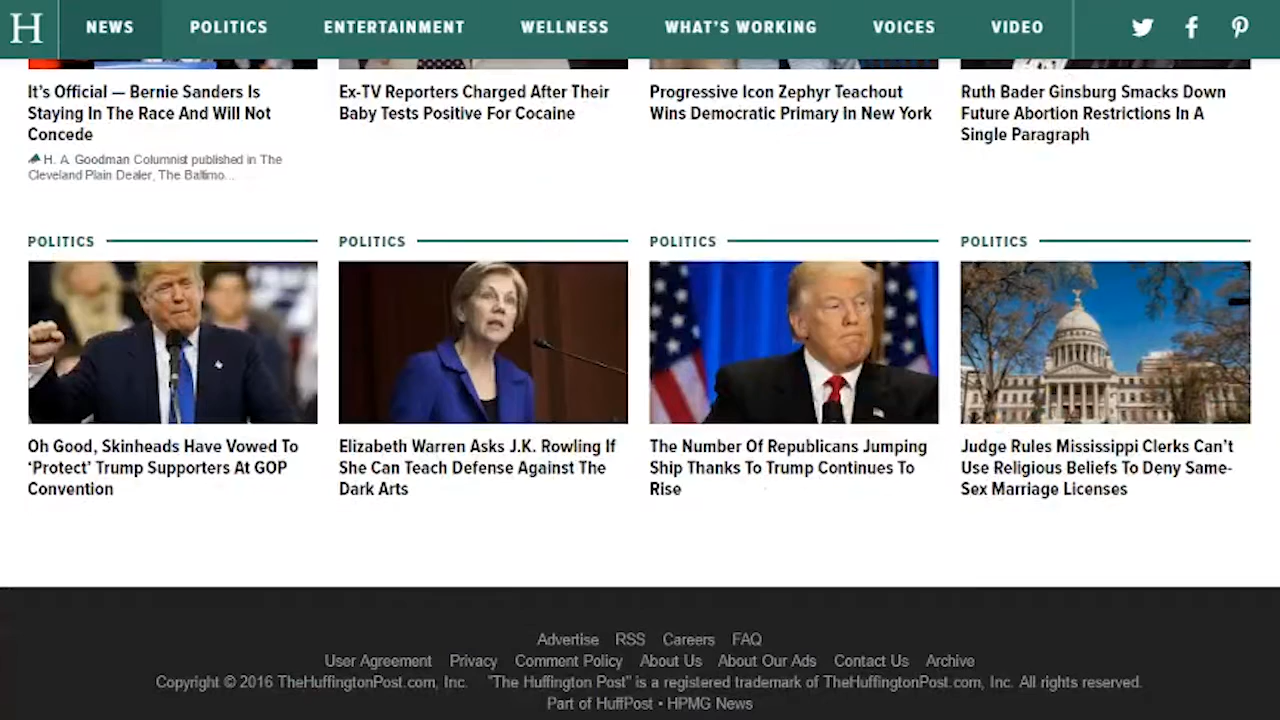 H NEWS POLITICS ENTERTAINMENT WELLNESS WHAT'S WORKING VOICES VIDEO
It's Official — Bernie Sanders Is
Staying In The Race And Will Not
Concede
H. A. Goodman Columnist published in The
Cleveland Plain Dealer, The Baltimo...
Ex-TV Reporters Charged After Their
Baby Tests Positive For Cocaine
Progressive Icon Zephyr Teachout
Wins Democratic Primary In New York
Ruth Bader Ginsburg Smacks Down
Future Abortion Restrictions In A
Single Paragraph
POLITICS
Oh Good, Skinheads Have Vowed To
‘Protect’ Trump Supporters At GOP
Convention
POLITICS
Elizabeth Warren Asks J.K. Rowling If
She Can Teach Defense Against The
Dark Arts
POLITICS
The Number Of Republicans Jumping
Ship Thanks To Trump Continues To
Rise
POLITICS
Judge Rules Mississippi Clerks Can’t
Use Religious Beliefs To Deny Same-
Sex Marriage Licenses
Advertise RSS Careers FAQ
User Agreement Privacy Comment Policy About Us About Our Ads Contact Us Archive
Copyright © 2016 TheHuffingtonPost.com, Inc. "The Huffington Post" is a registered trademark of TheHuffingtonPost.com, Inc. All rights reserved.
Part of HuffPost • HPMG News